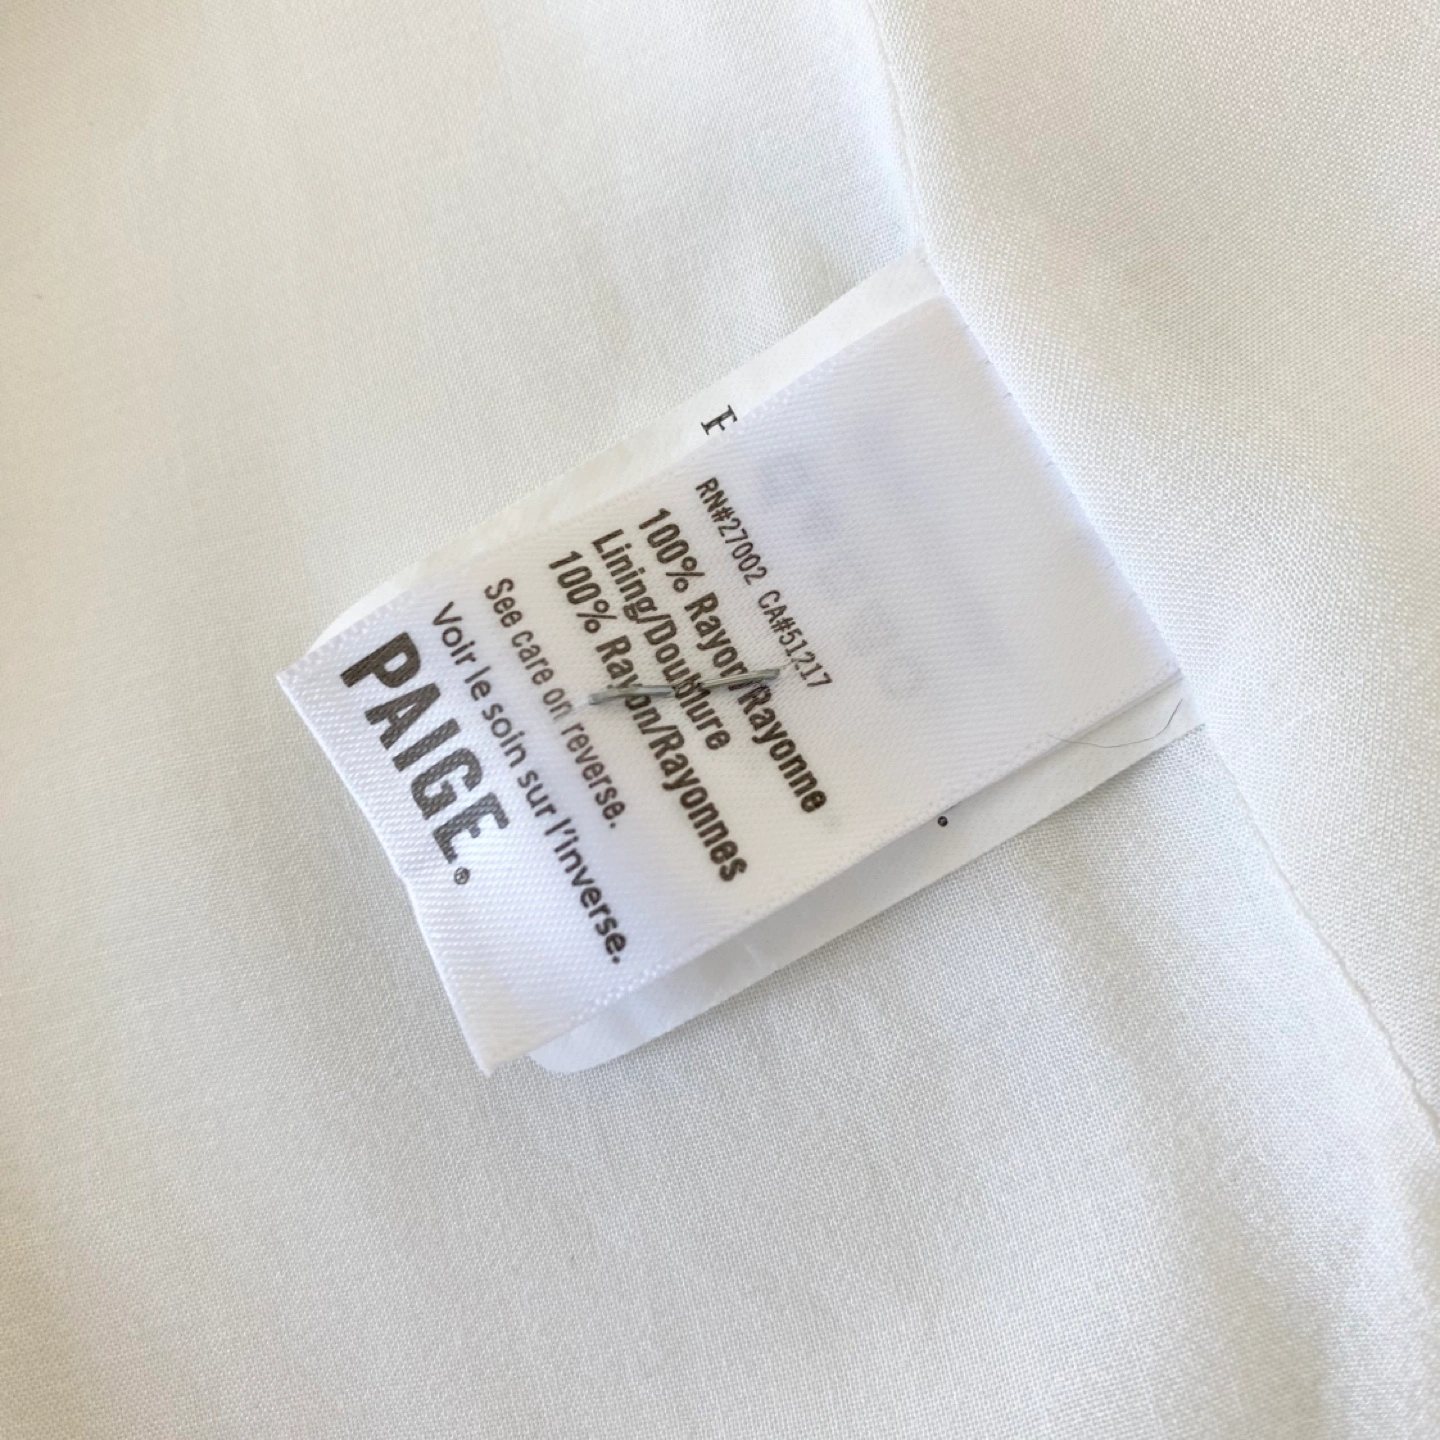 RN#27002 CA#51217
100% Rayon/Rayonne
Lining/Doublure
100% Rayon/Rayonnes
See care on reverse.
Voir le soin sur l'inverse.
PAIGE®